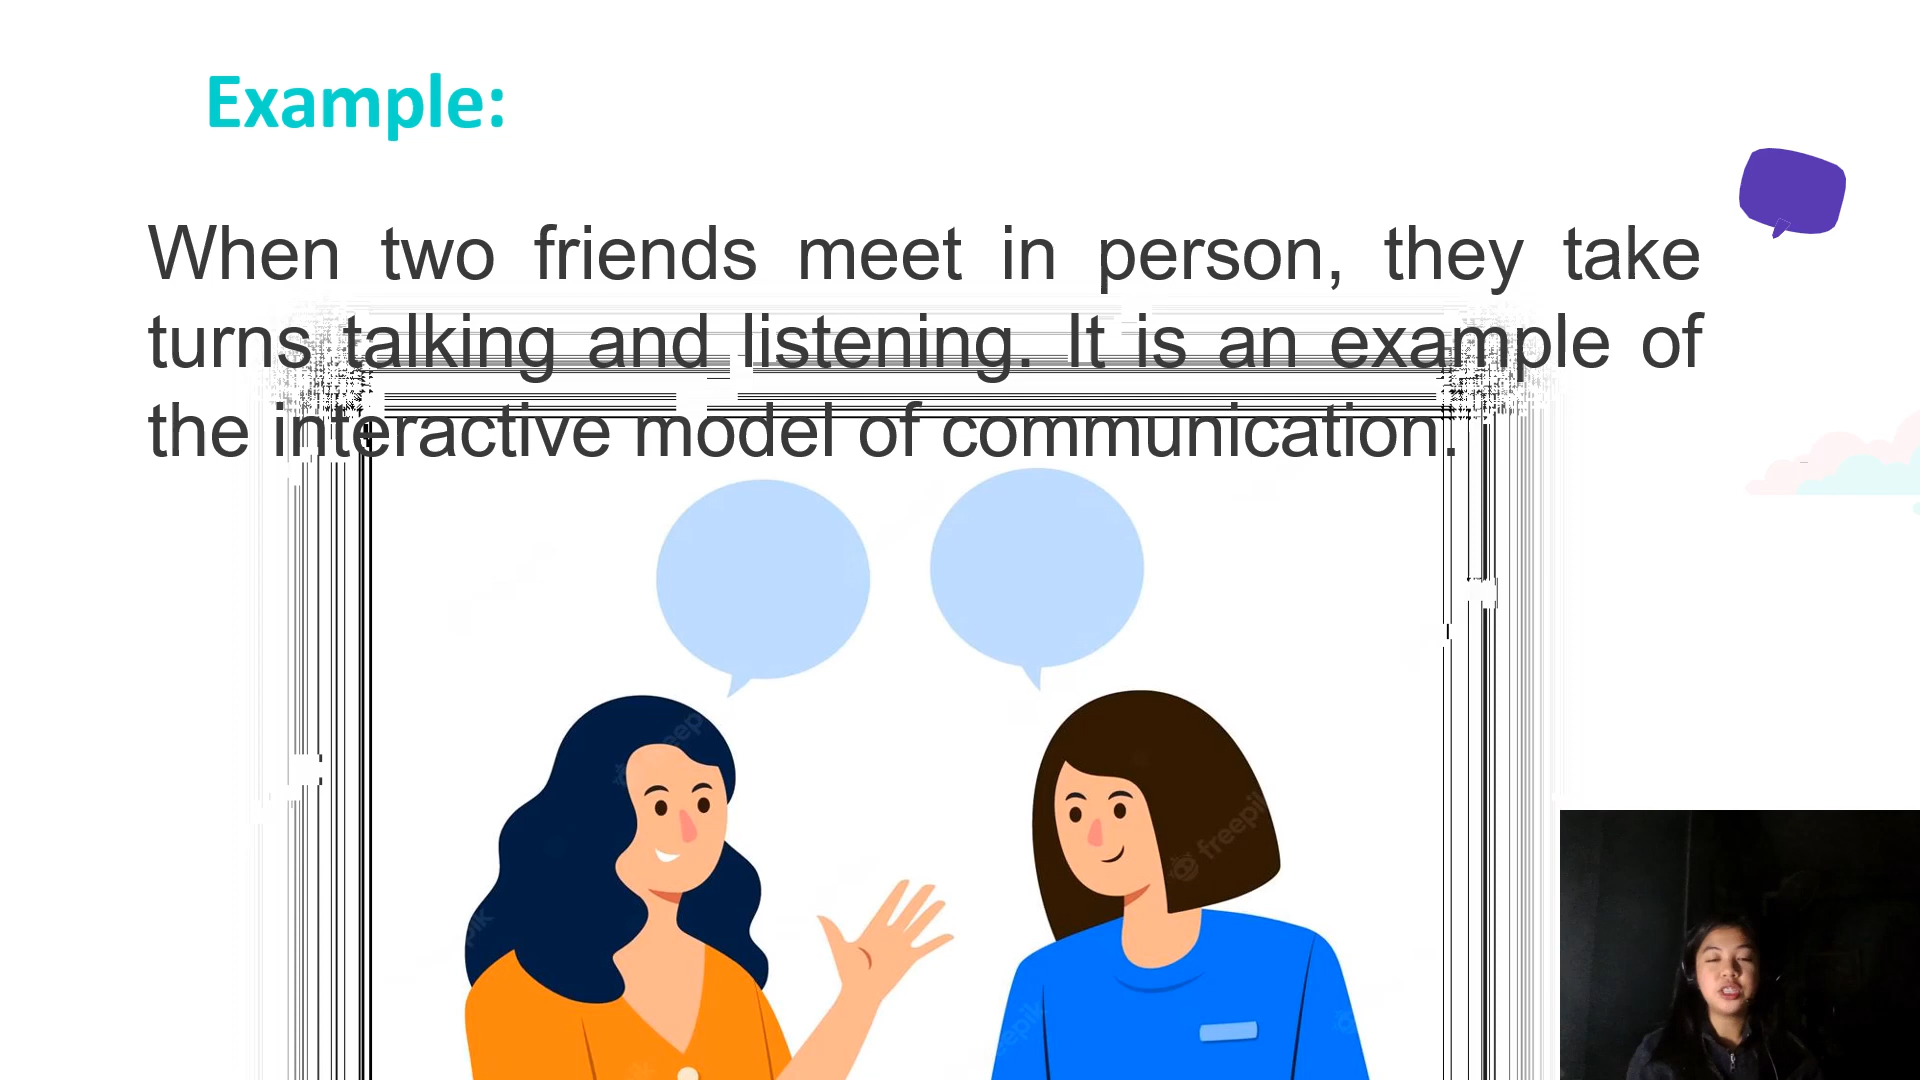 Example:
When two friends meet in person, they take
turns talking and listening. It is an example of
the interactive model of communication.
freepik